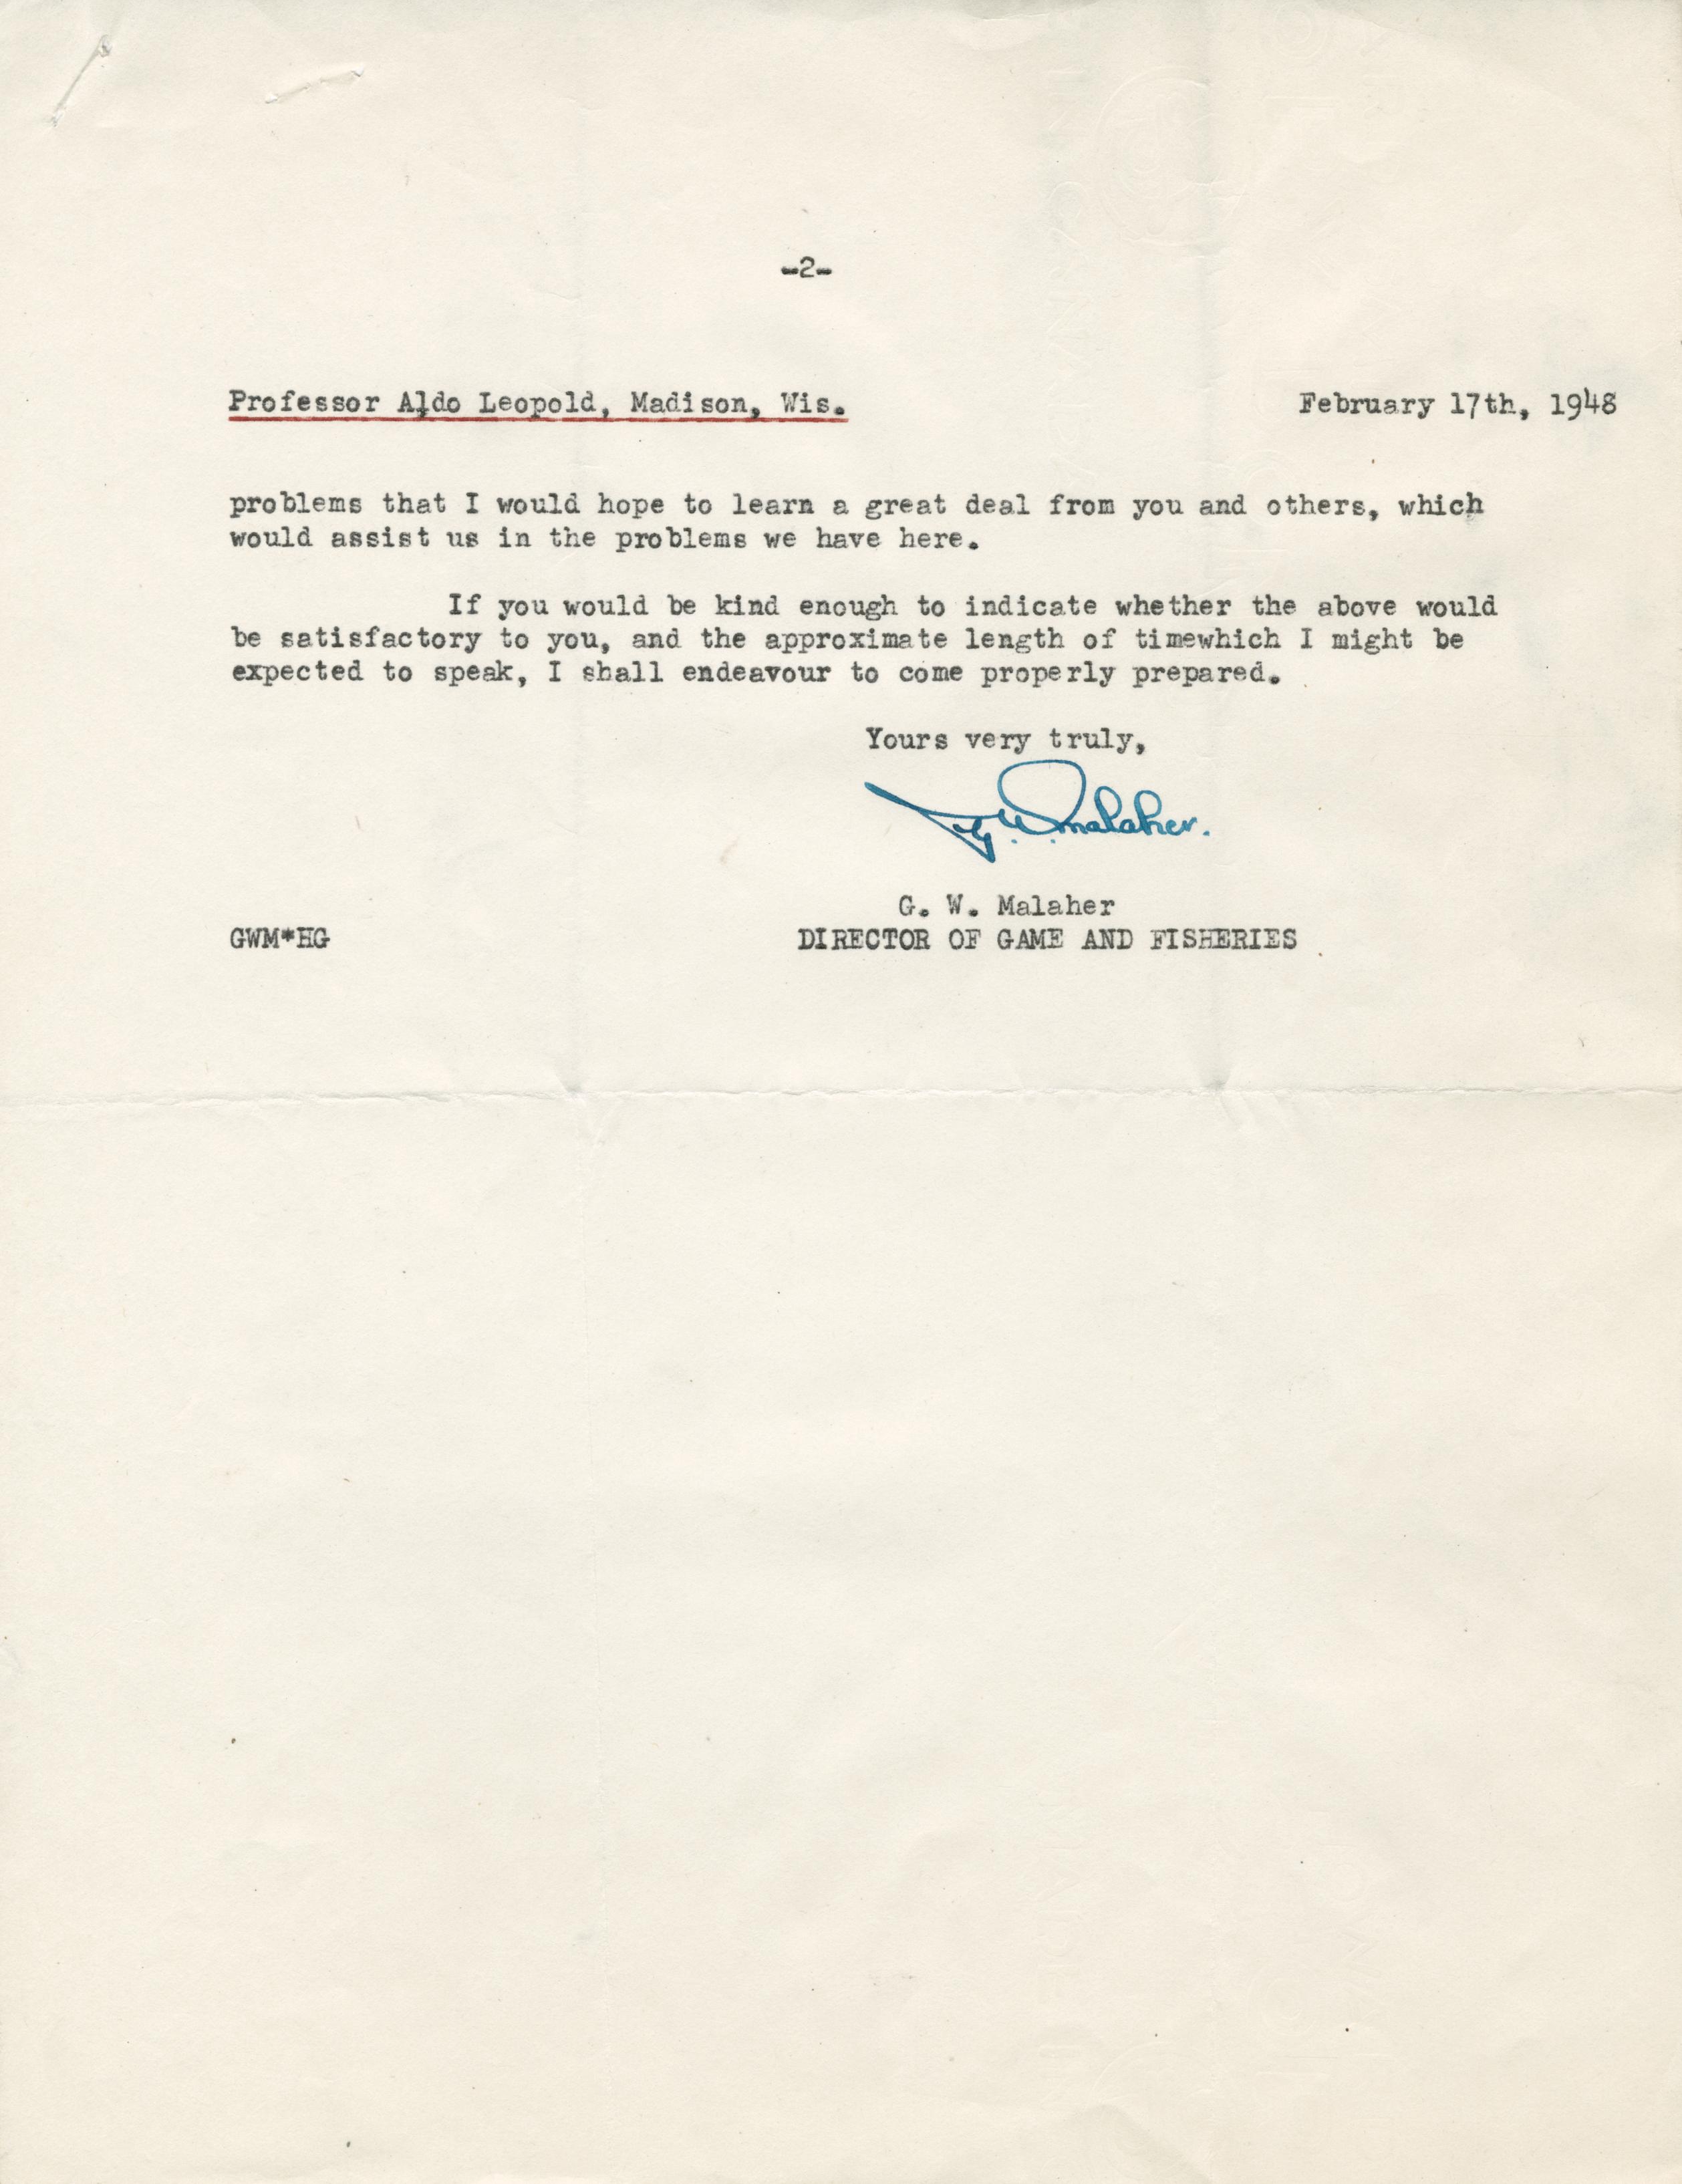 -2-
Professor Aldo Leopold, Madison, Wis. February 17th, 1948
problems that I would hope to learn a great deal from you and others, which
would assist us in the problems we have here.
If you would be kind enough to indicate whether the above would
be satisfactory to you, and the approximate length of timewhich I might be
expected to speak, I shall endeavour to come properly prepared.
Yours very truly,
G. W. Malaher.
G. W. Malaher
GWM*HG DIRECTOR OF GAME AND FISHERIES